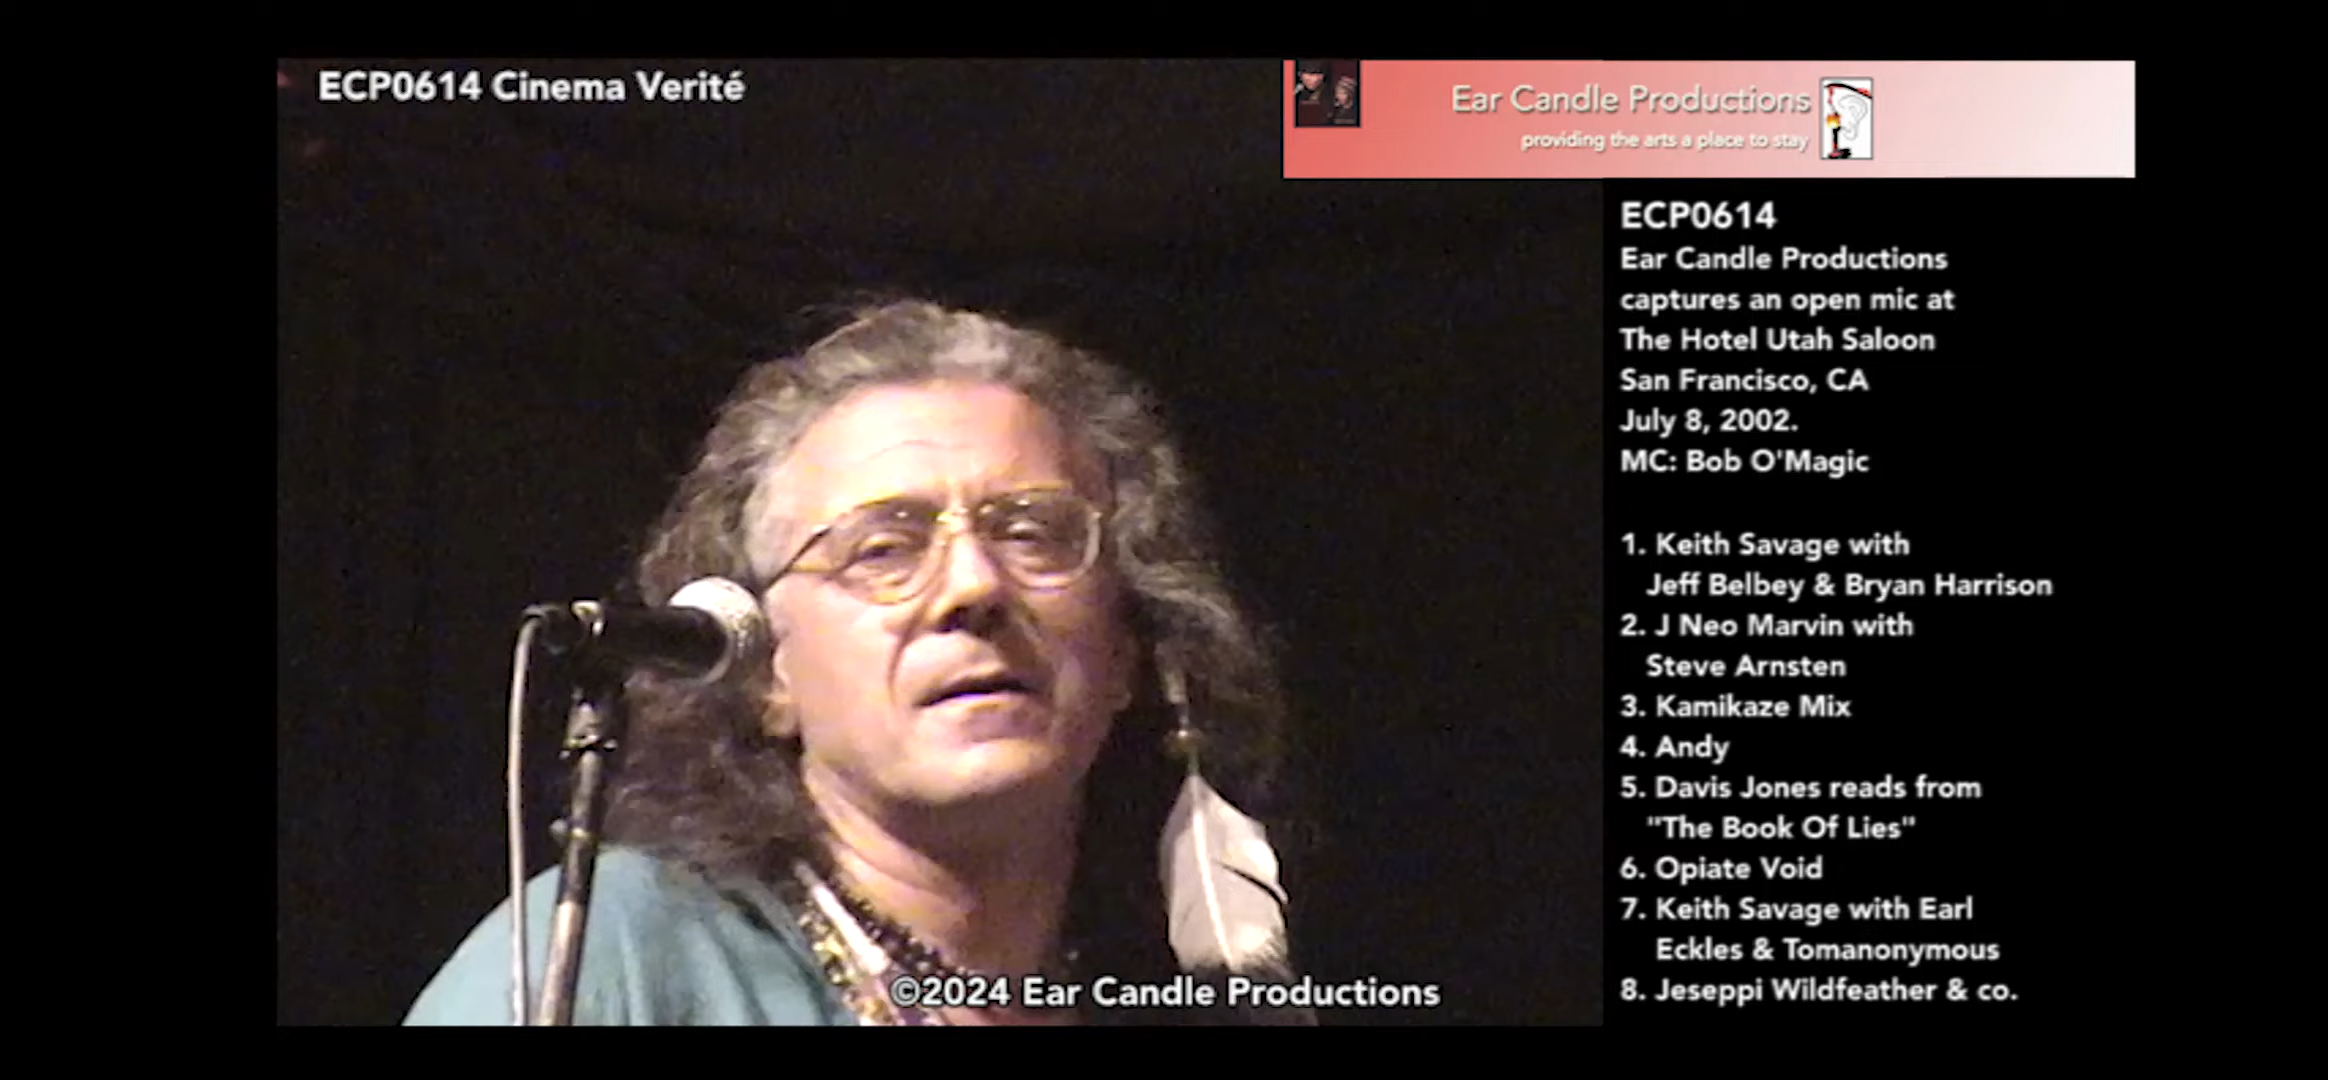 ECP0614 Cinema Verité
Ear Candle Productions
providing the arts a place to stay
ECP0614
Ear Candle Productions
captures an open mic at
The Hotel Utah Saloon
San Francisco, CA
July 8, 2002.
MC: Bob O'Magic
1. Keith Savage with
Jeff Belbey & Bryan Harrison
2. J Neo Marvin with
Steve Arnsten
3. Kamikaze Mix
4. Andy
5. Davis Jones reads from
"The Book Of Lies"
6. Opiate Void
7. Keith Savage with Earl
Eckles & Tomanonymous
8. Jeseppi Wildfeather & co.
©2024 Ear Candle Productions